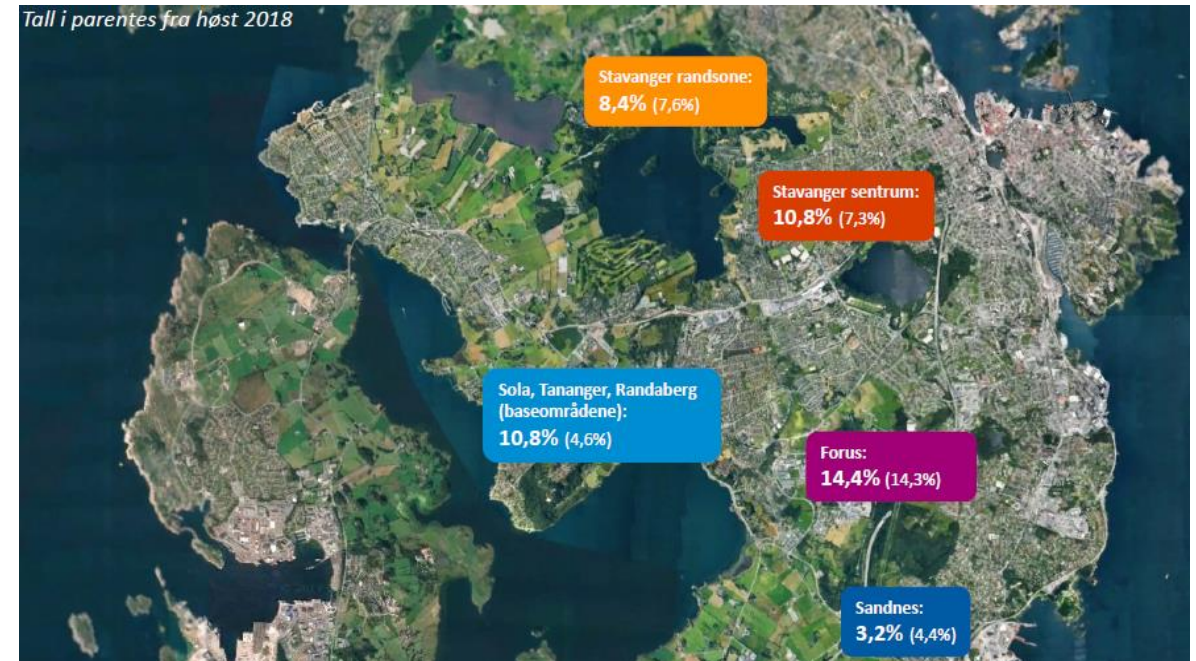 Tall i parentes fra høst 2018
Stavanger randsone:
8,4% (7,6%)
Stavanger sentrum:
10,8% (7,3%)
Sola, Tananger, Randaberg
(baseområdene):
10,8% (4,6%)
Forus:
14,4% (14,3%)
Sandnes:
3,2% (4,4%)